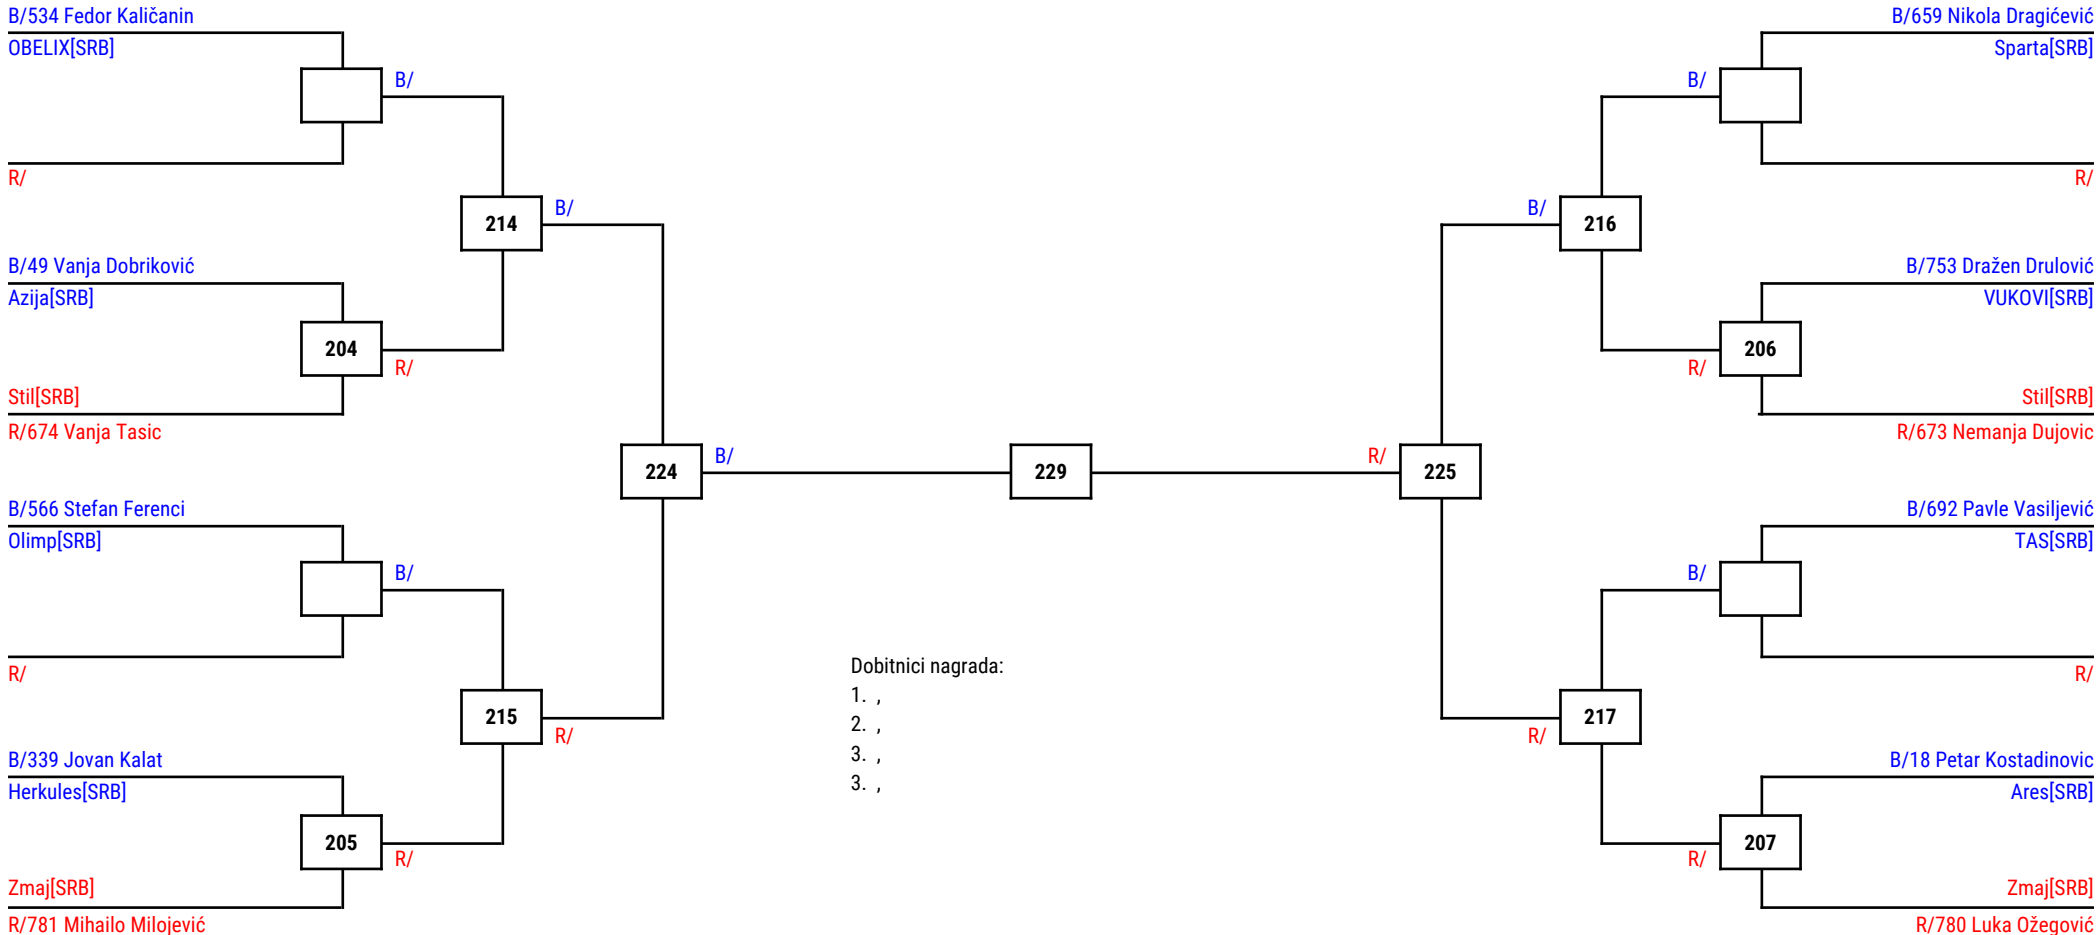 B/534 Fedor Kaličanin
OBELIX[SRB]
B/
R/
214
B/
B/49 Vanja Dobriković
Azija[SRB]
204
R/
Stil[SRB]
R/674 Vanja Tasic
224
B/
B/566 Stefan Ferenci
Olimp[SRB]
B/
R/
215
R/
B/339 Jovan Kalat
Herkules[SRB]
205
R/
Zmaj[SRB]
R/781 Mihailo Milojević
229
Dobitnici nagrada:
1. ,
2. ,
3. ,
3. ,
B/659 Nikola Dragićević
Sparta[SRB]
B/
R/
B/
216
B/753 Dražen Drulović
VUKOVI[SRB]
206
R/
Stil[SRB]
R/673 Nemanja Dujovic
R/
225
B/692 Pavle Vasiljević
TAS[SRB]
B/
R/
217
R/
B/18 Petar Kostadinovic
Ares[SRB]
207
R/
Zmaj[SRB]
R/780 Luka Ožegović